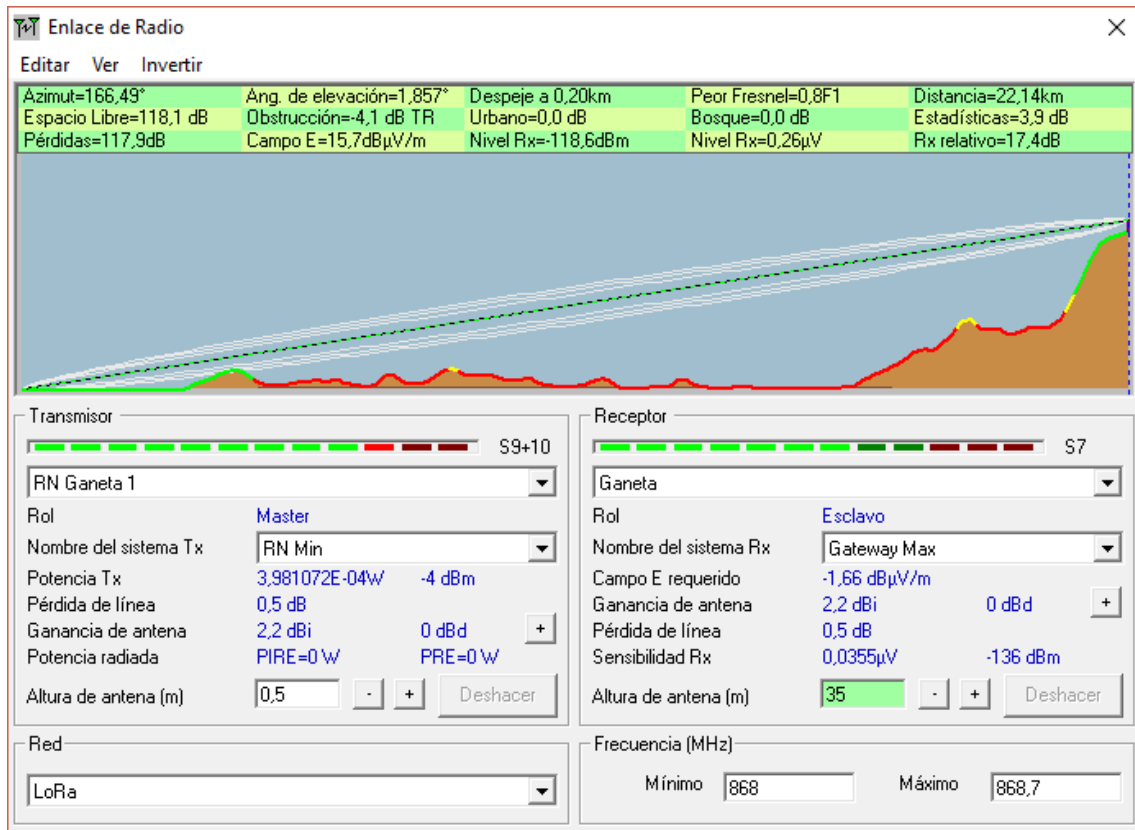 Enlace de Radio
Editar Ver Invertir
Azimut=166,49° Ang. de elevación=1,857° Despeje a 0,20km Peor Fresnel=0,8F1 Distancia=22,14km
Espacio Libre=118,1 dB Obstrucción=-4,1 dB TR Urbano=0,0 dB Bosque=0,0 dB Estadísticas=3,9 dB
Pérdidas=117,9dB Campo E=15,7dBµV/m Nivel Rx=-118,6dBm Nivel Rx=0,26µV Rx relativo=17,4dB
Transmisor
S9+10
RN Ganeta 1
Rol Master
Nombre del sistema Tx RN Min
Potencia Tx 3,981072E-04W -4 dBm
Pérdida de línea 0,5 dB
Ganancia de antena 2,2 dBi 0 dBd +
Potencia radiada PIRE=0 W PRE=0 W
Altura de antena (m) 0,5 - + Deshacer
Red
LoRa
Receptor
S7
Ganeta
Rol Esclavo
Nombre del sistema Rx Gateway Max
Campo E requerido -1,66 dBµV/m
Ganancia de antena 2,2 dBi 0 dBd +
Pérdida de línea 0,5 dB
Sensibilidad Rx 0,0355µV -136 dBm
Altura de antena (m) 35 - + Deshacer
Frecuencia (MHz)
Mínimo 868 Máximo 868,7